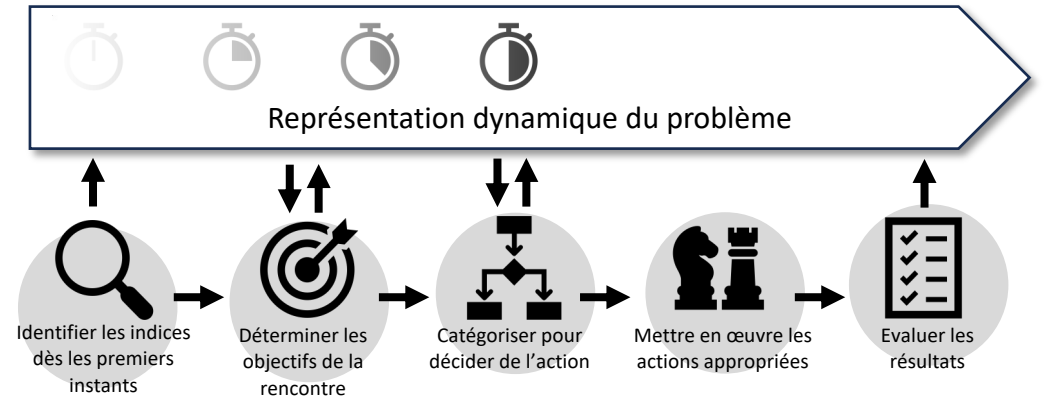 Représentation dynamique du problème
Identifier les indices
dès les premiers
instants
Déterminer les
objectifs de la
rencontre
Catégoriser pour
décider de l’action
Mettre en œuvre les
actions appropriées
Evaluer les
résultats